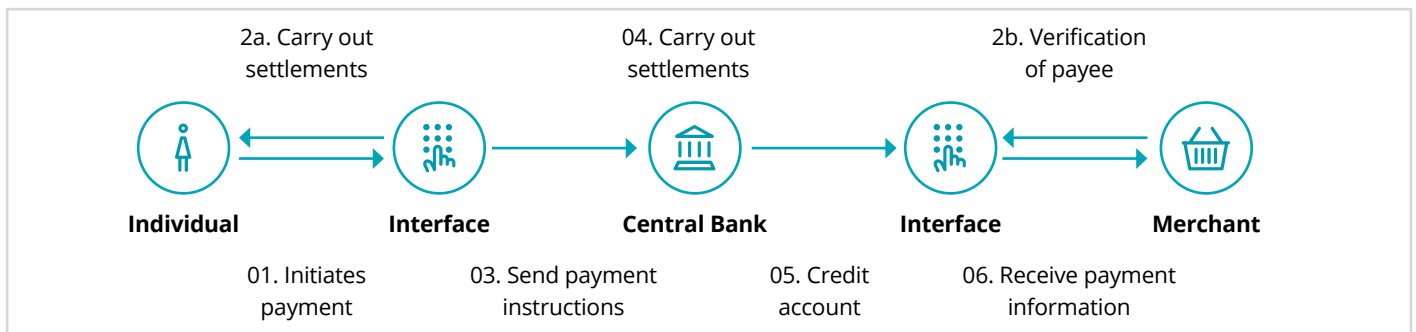 2a. Carry out
settlements
04. Carry out
settlements
2b. Verification
of payee
Individual
Interface
Central Bank
Interface
Merchant
01. Initiates
payment
03. Send payment
instructions
05. Credit
account
06. Receive payment
information